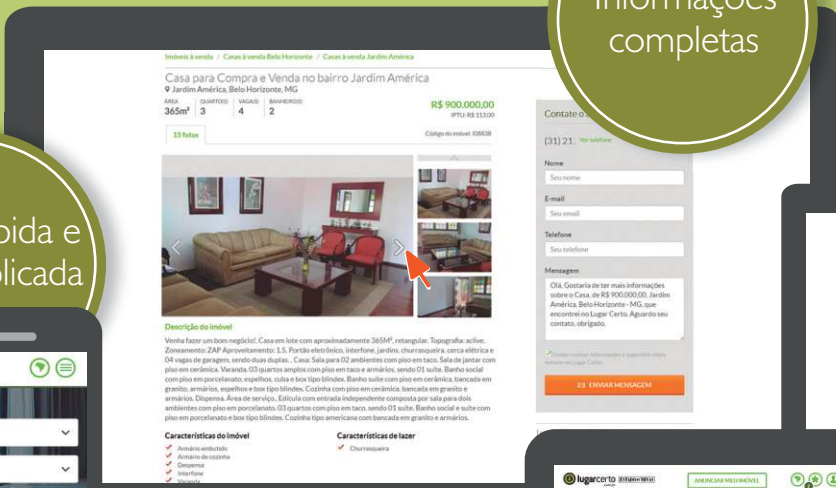 Informações
completas
Imóveis à venda / Casas à venda Belo Horizonte / Casas à venda Jardim América
Casa para Compra e Venda no bairro Jardim América
Jardim América, Belo Horizonte, MG
ÁREA QUARTO(S) VAGA(S) BANHEIRO(S)
365m² 3 4 2
R$ 900.000,00
IPTU: R$ 113,00
15 fotos
Código do imóvel:
Contate o
(31) 21 Ver telefone
Nome
Seu nome
E-mail
Seu email
Telefone
Seu telefone
Mensagem
Olá, Gostaria de ter mais informações
sobre o Casa, de R$ 900.000,00, Jardim
América, Belo Horizonte - MG, que
encontrei no Lugar Certo. Aguardo seu
contato, obrigado.
ENVIAR MENSAGEM
pida e
plicada
Descrição do imóvel
Venha fazer um bom negócio!, Casa em lote com aproximadamente 365M², retangular. Topografia: aclive.
Zoneamento: ZAP Aproveitamento: 1,5. Portão eletrônico, interfone, jardins, churrasqueira, cerca elétrica e
04 vagas de garagem, sendo duas duplas. , Casa: Sala para 02 ambientes com piso em taco. Sala de jantar com
piso em cerâmica. Varanda. 03 quartos amplos com piso em taco e armários, sendo 01 suíte. Banho social
com piso em porcelanato, espelhos, cuba e box tipo blindex. Banho suíte com piso em cerâmica, bancada em
granito, armários, espelhos e box tipo blindex. Cozinha com piso em cerâmica, bancada em granito e
armários. Dispensa. Área de serviço., Edícula com entrada independente composta por sala para dois
ambientes com piso em porcelanato. 03 quartos com piso em taco, sendo 01 suíte. Banho social e suíte com
piso em porcelanato e box tipo blindex. Cozinha tipo americana com bancada em granito e armários.
Características do imóvel
Armário embutido
Armário de cozinha
Despensa
Interfone
Varanda
Características de lazer
Churrasqueira
lugarcerto
ESTADO DE MINAS
ANUNCIAR MEU IMÓVEL